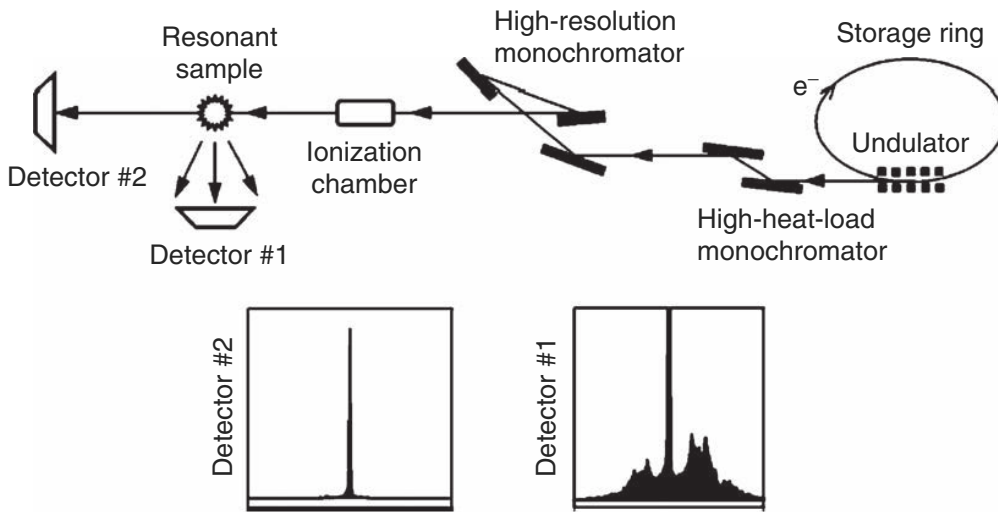 High-resolution
monochromator
Storage ring
Resonant
sample
e⁻
Undulator
Ionization
chamber
Detector #2
Detector #1
High-heat-load
monochromator
Detector #2
Detector #1